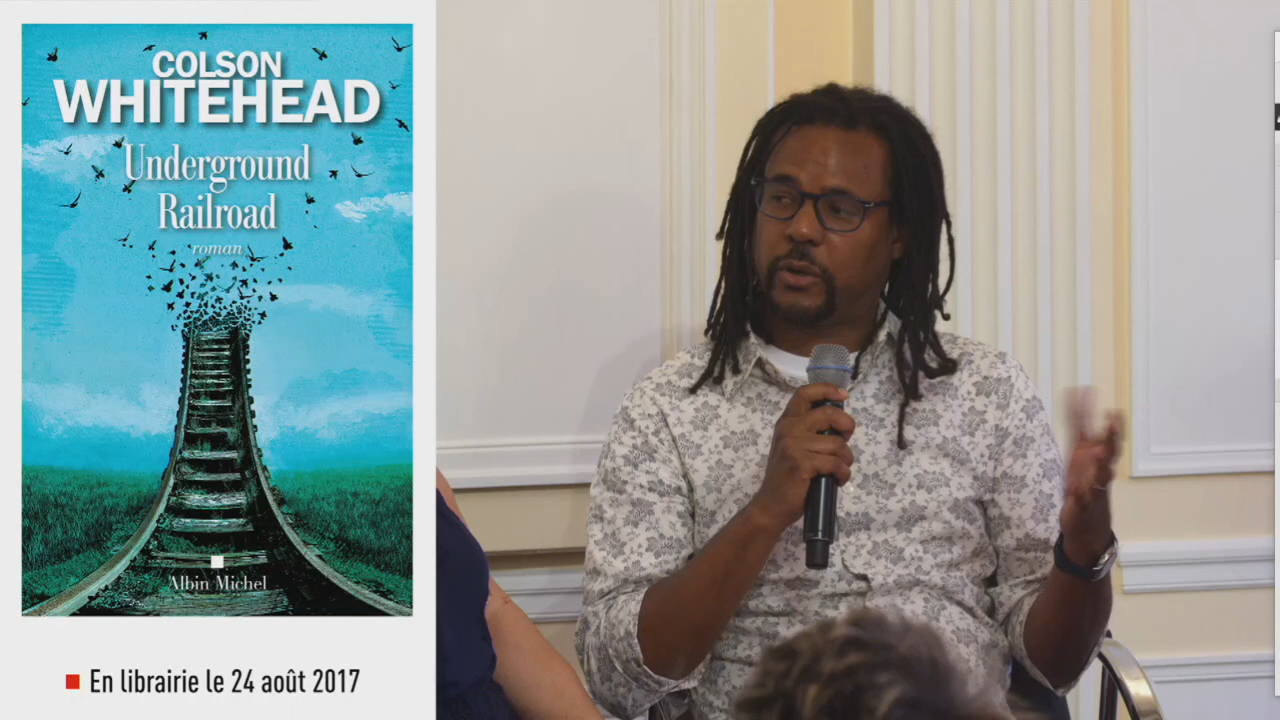 COLSON
WHITEHEAD
Underground
Railroad
roman
Albin Michel
En librairie le 24 août 2017